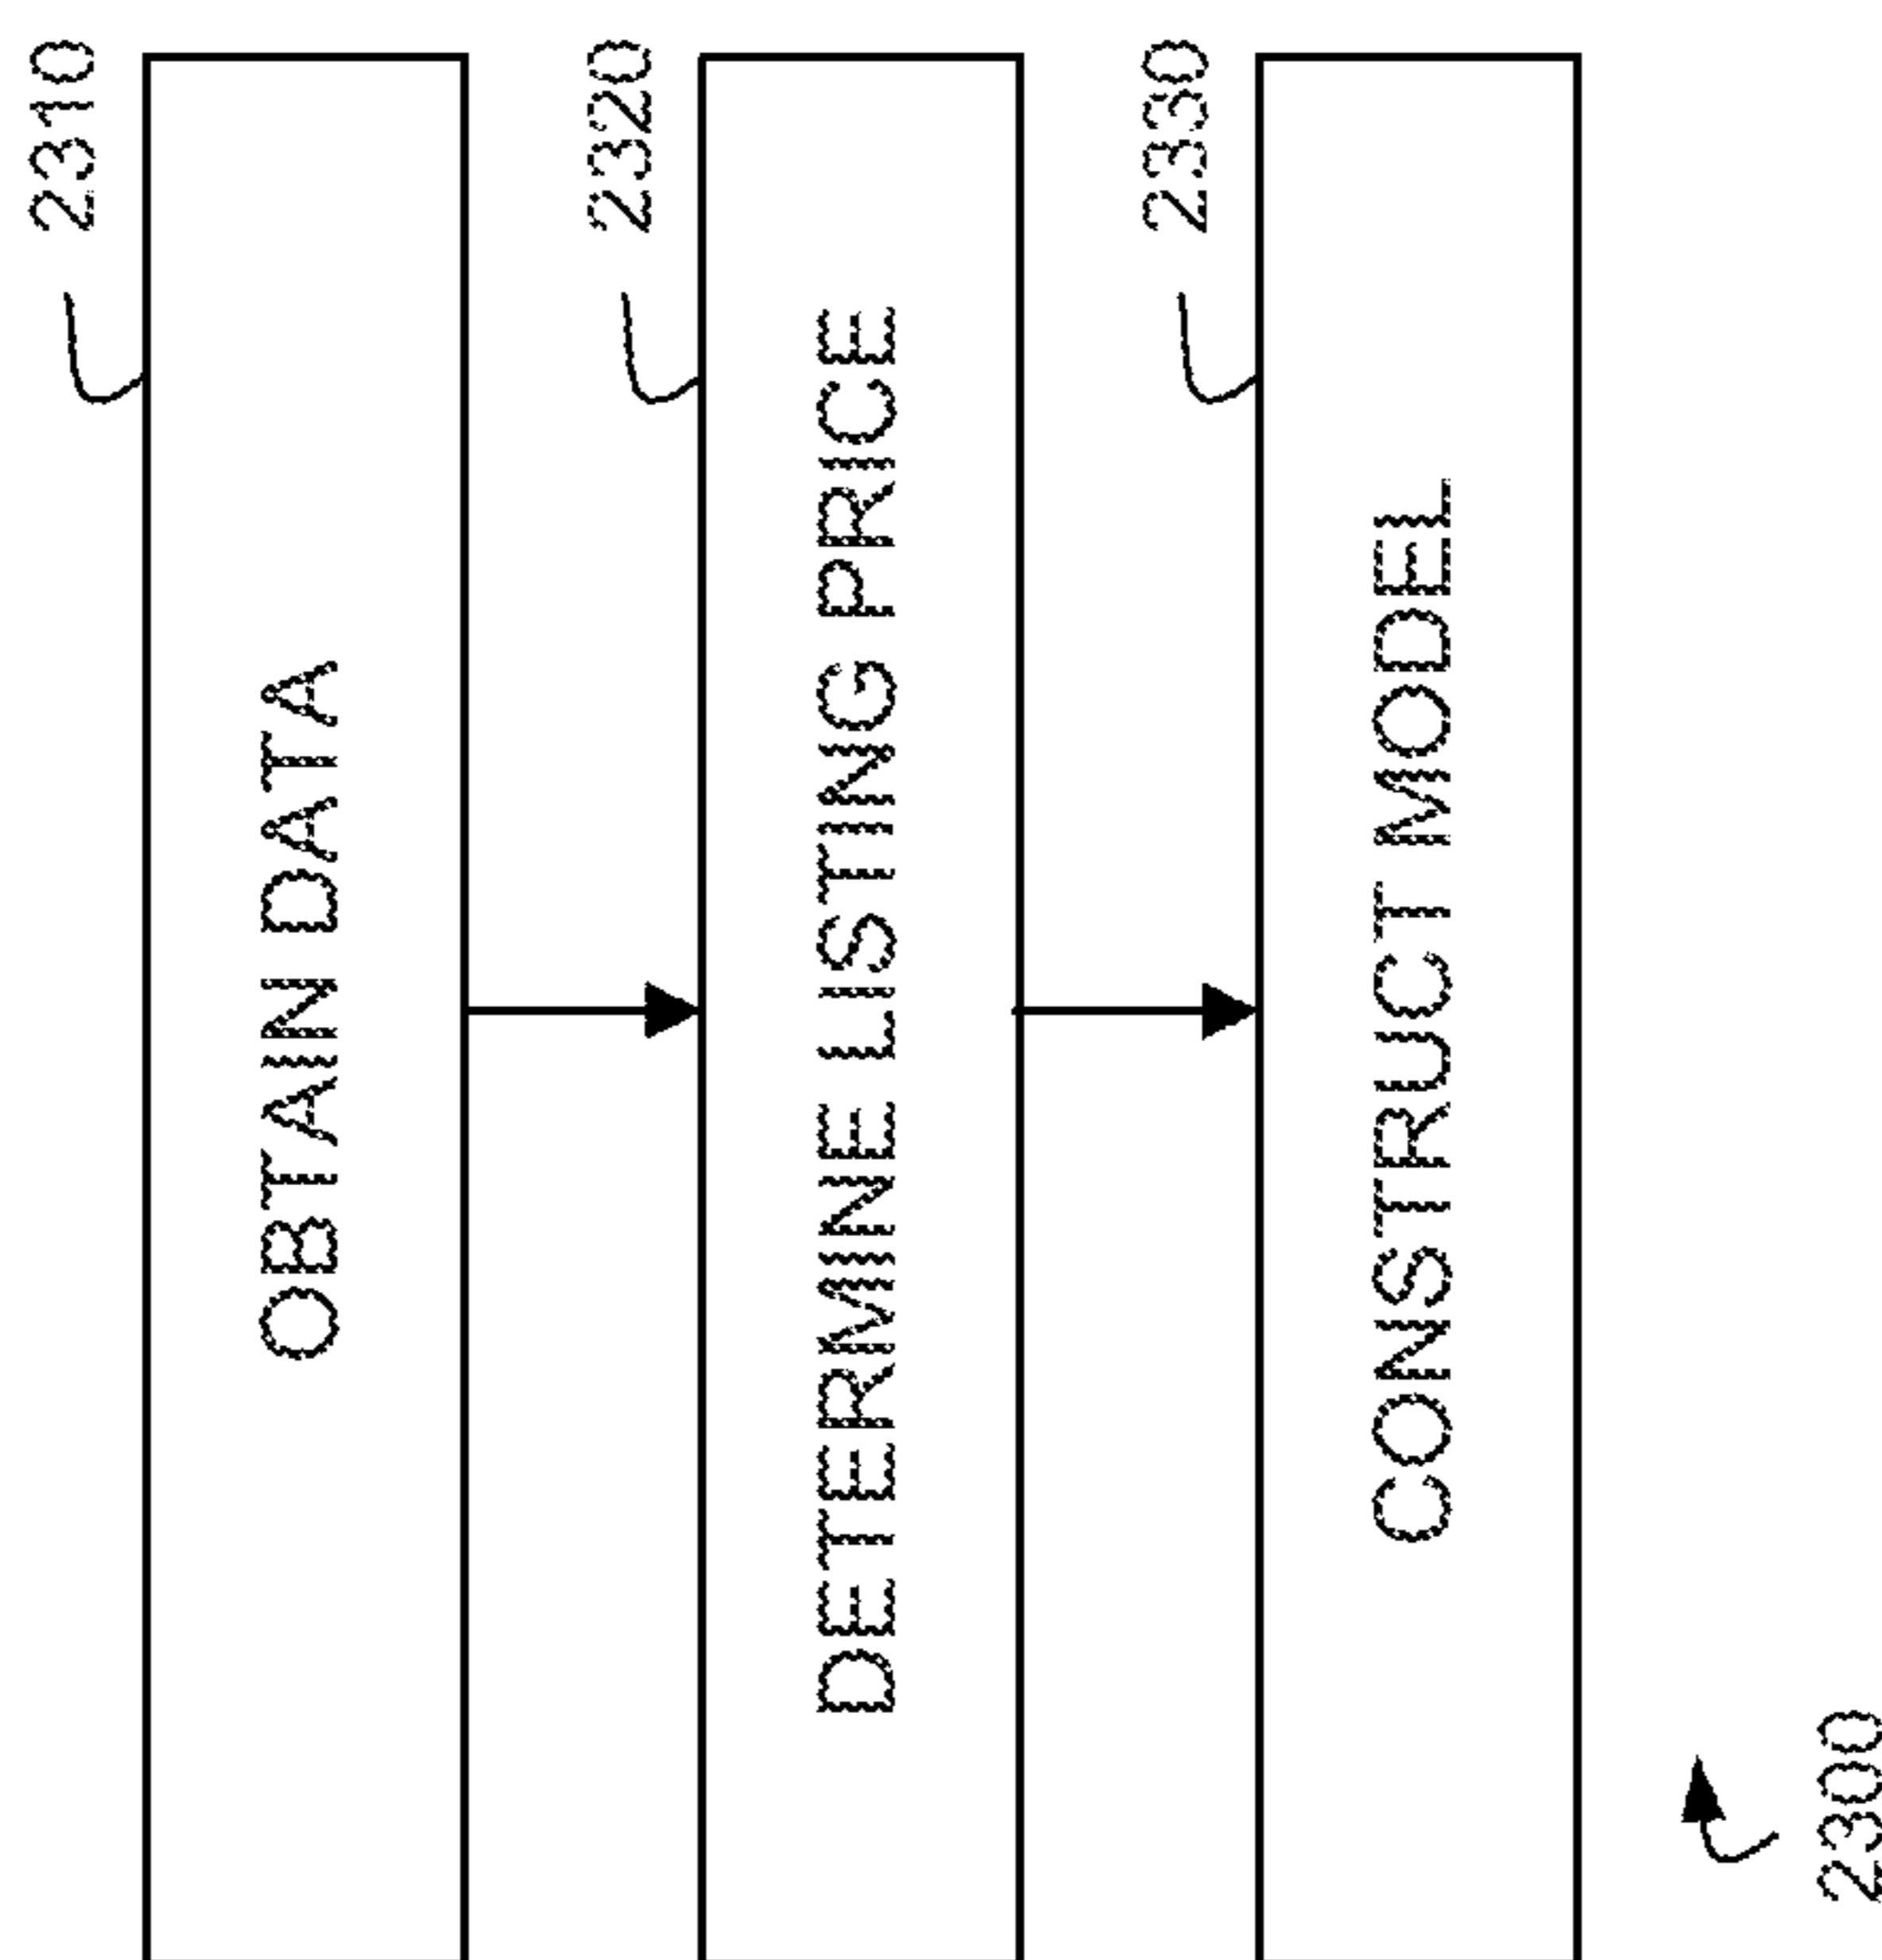 2310
OBTAIN DATA
2320
DETERMINE LISTING PRICE
2330
CONSTRUCT MODEL
2300